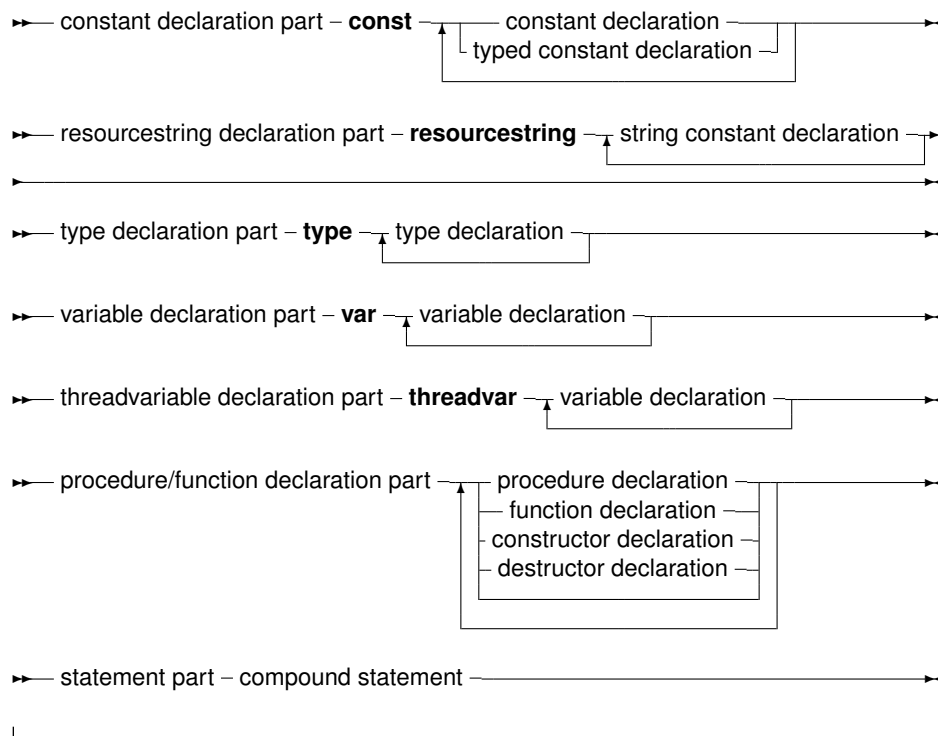 constant declaration part – const constant declaration
typed constant declaration
resourcestring declaration part – resourcestring string constant declaration
type declaration part – type type declaration
variable declaration part – var variable declaration
threadvariable declaration part – threadvar variable declaration
procedure/function declaration part procedure declaration
function declaration
constructor declaration
destructor declaration
statement part – compound statement